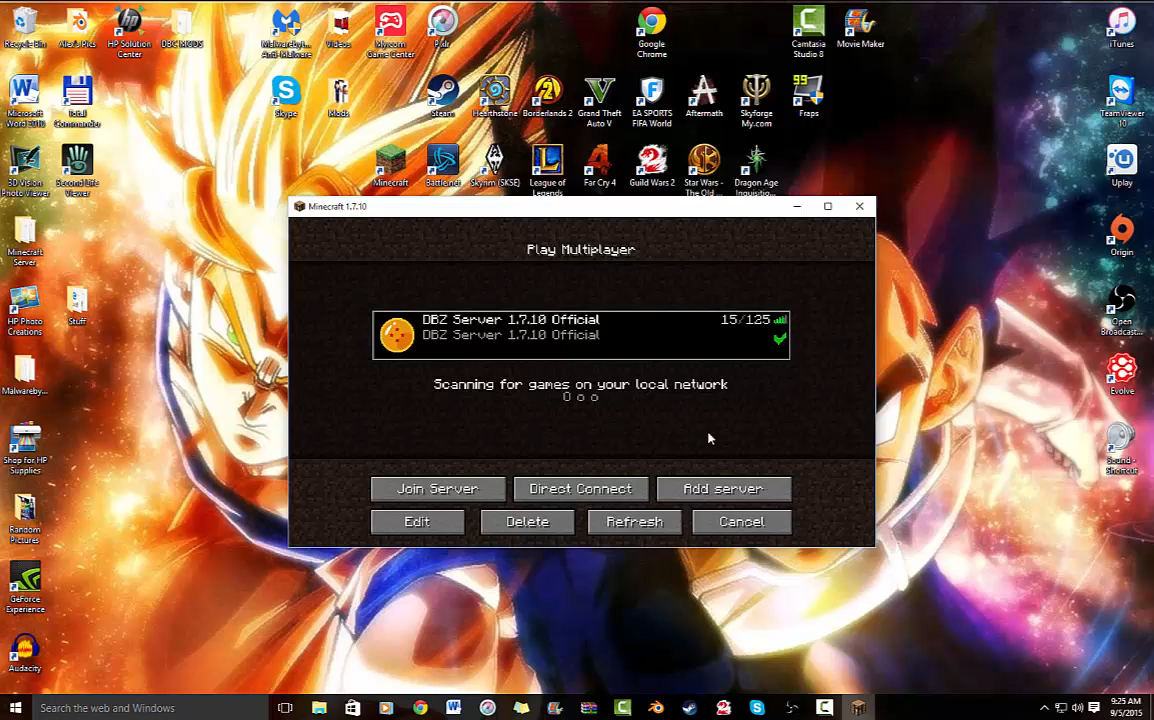 Recycle Bin
Alex's Pics
HP Solution Center
DBC MODS
Malwareby... Anti-Malware
Videos
My.com Game Center
Pixlr
Google Chrome
Camtasia Studio 8
Movie Maker
iTunes
Microsoft Word 2010
Total Commander
Skype
Mods
Steam
Hearthstone
Borderlands 2
Grand Theft Auto V
EA SPORTS FIFA World
Aftermath
Skyforge My.com
99
Fraps
TeamViewer 10
3D Vision Photo Viewer
Second Life Viewer
Minecraft
Battle.net
Skyrim (SKSE)
League of Legends
Far Cry 4
Guild Wars 2
Star Wars - The Old ...
Dragon Age Inquisitio...
Uplay
Minecraft Server
Origin
HP Photo Creations
Stuff
Open Broadcast...
Malwareby...
Evolve
Shop for HP Supplies
Sound - Shortcut
Random Pictures
GeForce Experience
Audacity
Minecraft 1.7.10
Play Multiplayer
DBZ Server 1.7.10 Official 15/125
DBZ Server 1.7.10 Official
Scanning for games on your local network
O o o
Join Server
Direct Connect
Add server
Edit
Delete
Refresh
Cancel
Search the web and Windows
9:25 AM
9/5/2015